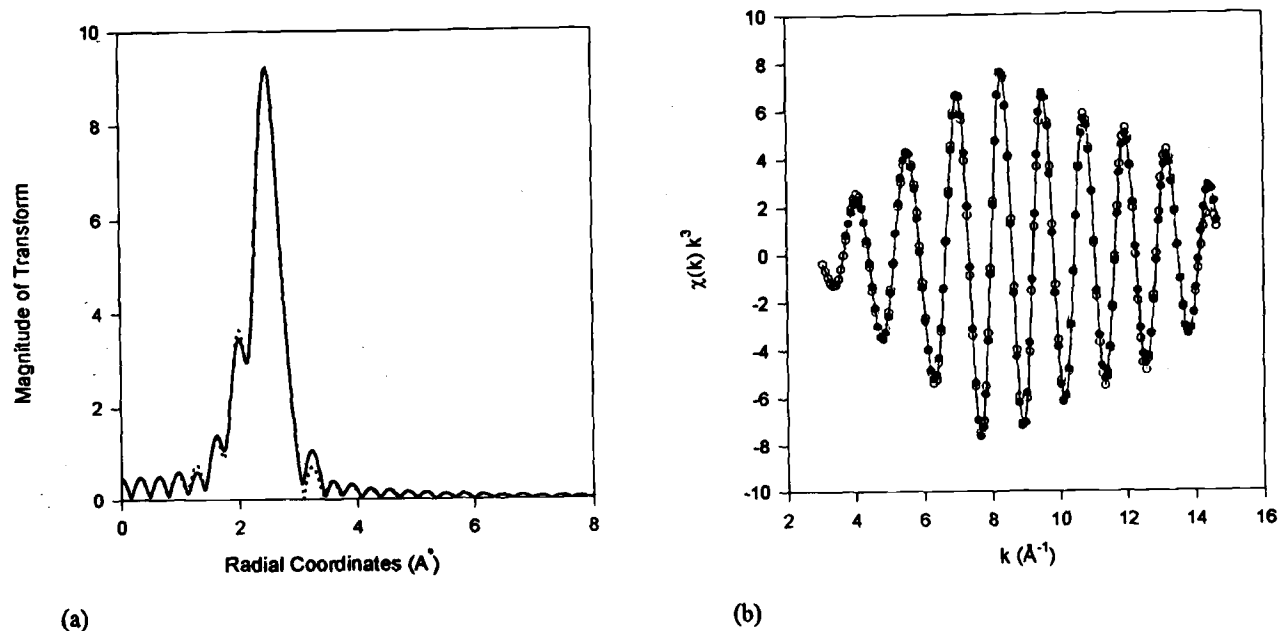 10
8
6
4
2
0
0 2 4 6 8
Magnitude of Transform
Radial Coordinates (A°)
(a)
10
8
6
4
2
0
-2
-4
-6
-8
-10
2 4 6 8 10 12 14 16
χ(k) k³
k (Å⁻¹)
(b)